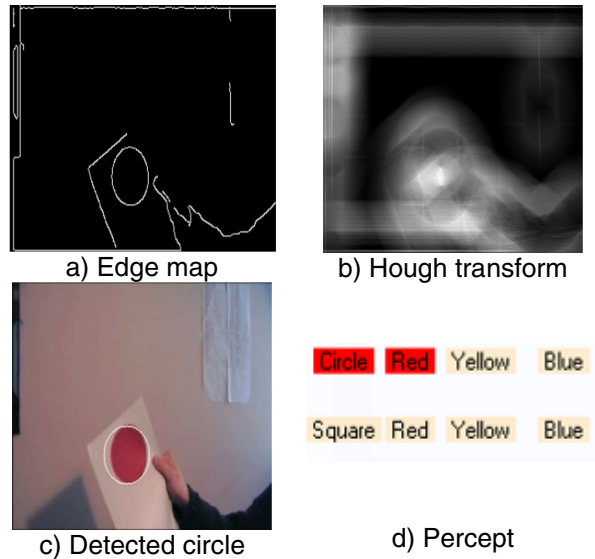 a) Edge map
b) Hough transform
Circle Red Yellow Blue
Square Red Yellow Blue
c) Detected circle
d) Percept